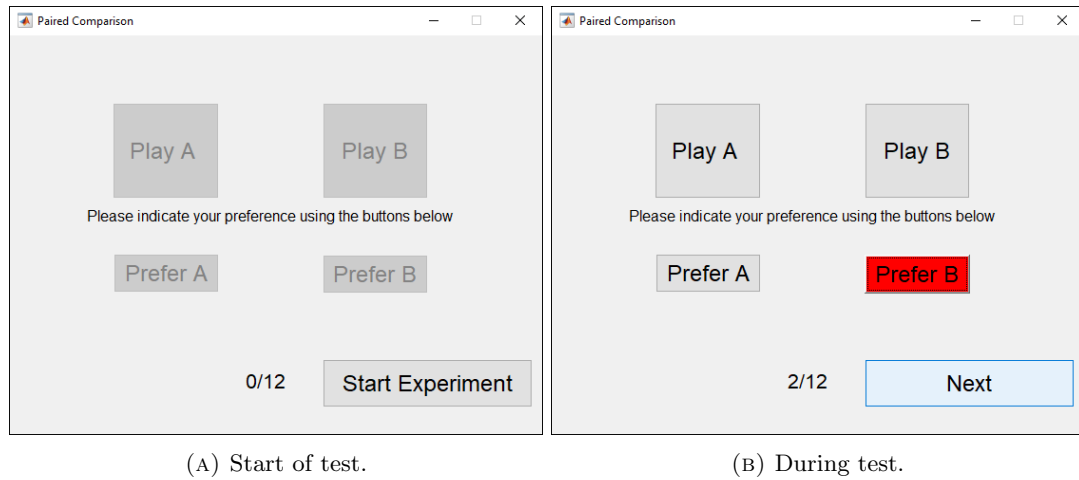 Paired Comparison
Play A Play B
Please indicate your preference using the buttons below
Prefer A Prefer B
0/12 Start Experiment
(A) Start of test.
Paired Comparison
Play A Play B
Please indicate your preference using the buttons below
Prefer A Prefer B
2/12 Next
(B) During test.